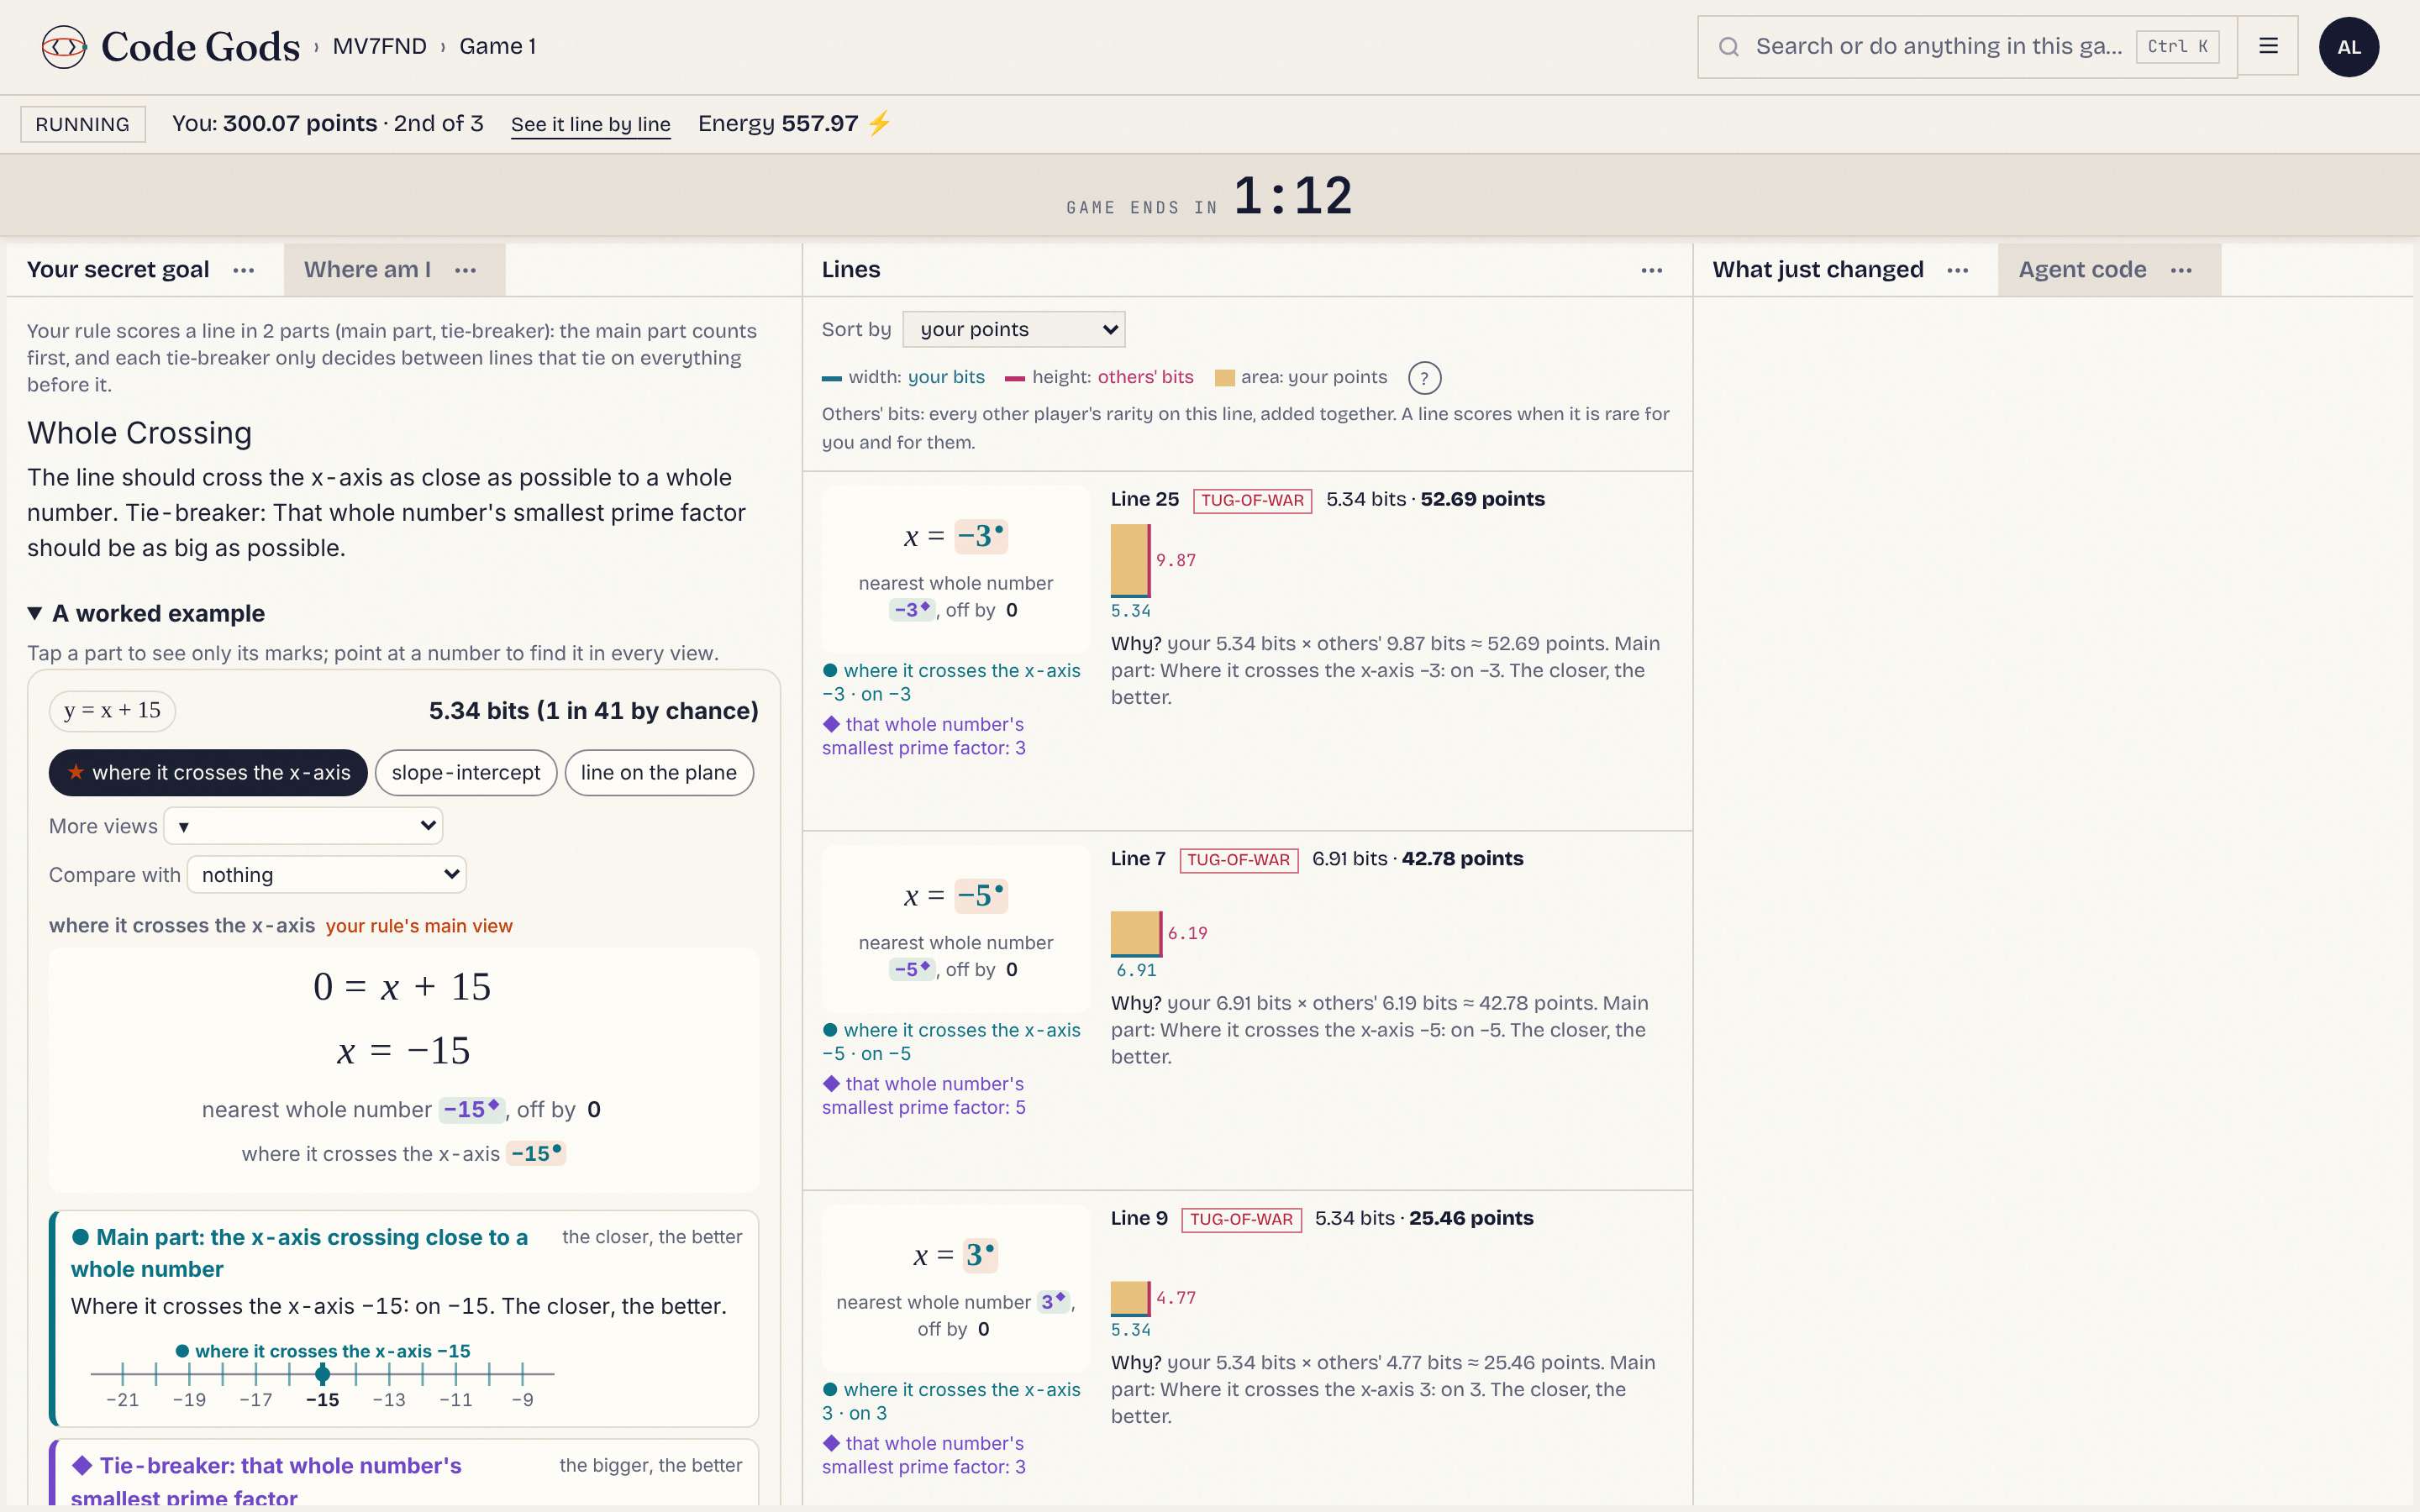 Code Gods › MV7FND › Game 1
Search or do anything in this ga... Ctrl K
AL
RUNNING You: 300.07 points · 2nd of 3 See it line by line Energy 557.97 ⚡
GAME ENDS IN 1:12
Your secret goal ••• Where am I •••
Your rule scores a line in 2 parts (main part, tie-breaker): the main part counts
first, and each tie-breaker only decides between lines that tie on everything
before it.
Whole Crossing
The line should cross the x-axis as close as possible to a whole
number. Tie-breaker: That whole number's smallest prime factor
should be as big as possible.
▼ A worked example
Tap a part to see only its marks; point at a number to find it in every view.
y = x + 15 5.34 bits (1 in 41 by chance)
★ where it crosses the x-axis slope-intercept line on the plane
More views ▾
Compare with nothing
where it crosses the x-axis your rule's main view
0 = x + 15
x = −15
nearest whole number −15◆, off by 0
where it crosses the x-axis −15●
● Main part: the x-axis crossing close to a whole number the closer, the better
Where it crosses the x-axis −15: on −15. The closer, the better.
● where it crosses the x-axis −15
−21 −19 −17 −15 −13 −11 −9
◆ Tie-breaker: that whole number's smallest prime factor the bigger, the better
Lines •••
Sort by your points
width: your bits height: others' bits area: your points ?
Others' bits: every other player's rarity on this line, added together. A line scores when it is rare for
you and for them.
x = −3●
nearest whole number
−3◆, off by 0
● where it crosses the x-axis
−3 · on −3
◆ that whole number's
smallest prime factor: 3
Line 25 TUG-OF-WAR 5.34 bits · 52.69 points
9.87
5.34
Why? your 5.34 bits × others' 9.87 bits ≈ 52.69 points. Main
part: Where it crosses the x-axis −3: on −3. The closer, the
better.
x = −5●
nearest whole number
−5◆, off by 0
● where it crosses the x-axis
−5 · on −5
◆ that whole number's
smallest prime factor: 5
Line 7 TUG-OF-WAR 6.91 bits · 42.78 points
6.19
6.91
Why? your 6.91 bits × others' 6.19 bits ≈ 42.78 points. Main
part: Where it crosses the x-axis −5: on −5. The closer, the
better.
x = 3●
nearest whole number 3◆,
off by 0
● where it crosses the x-axis
3 · on 3
◆ that whole number's
smallest prime factor: 3
Line 9 TUG-OF-WAR 5.34 bits · 25.46 points
4.77
5.34
Why? your 5.34 bits × others' 4.77 bits ≈ 25.46 points. Main
part: Where it crosses the x-axis 3: on 3. The closer, the
better.
What just changed ••• Agent code •••